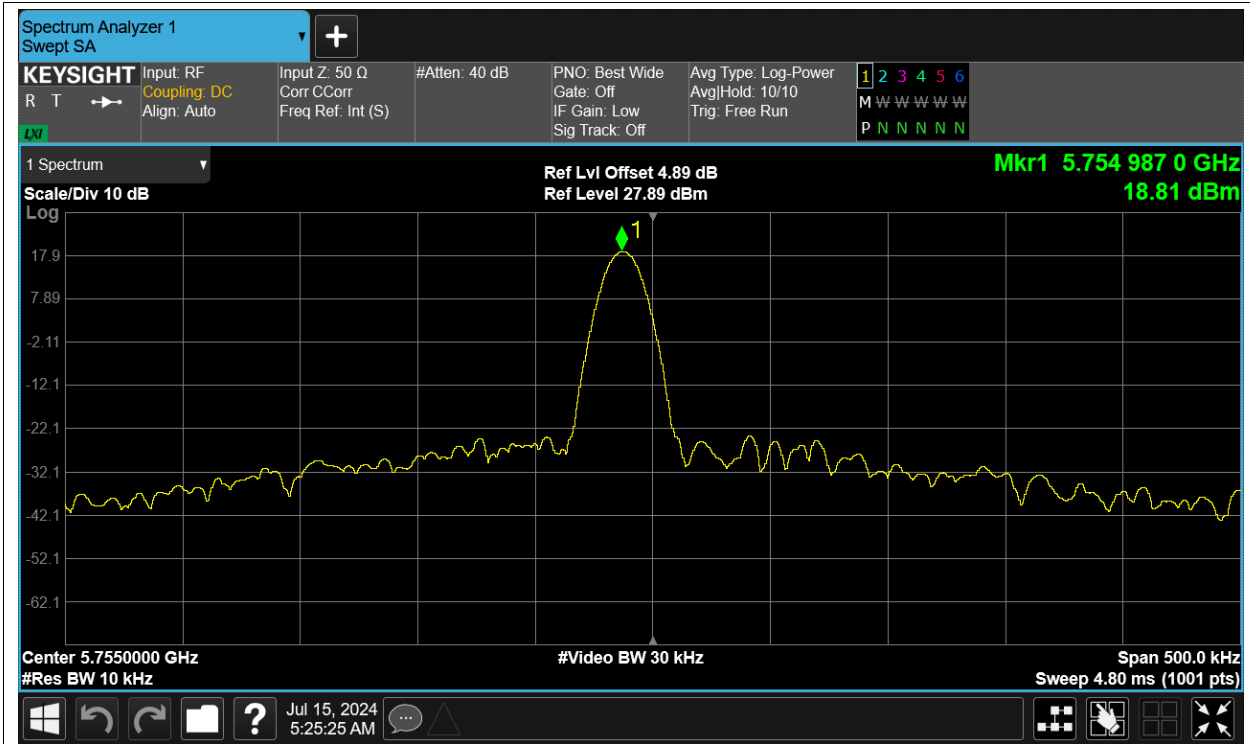 Spectrum Analyzer 1
Swept SA
KEYSIGHT
R T
LXI
Input: RF
Coupling: DC
Align: Auto
Input Z: 50 Ω
Corr CCorr
Freq Ref: Int (S)
#Atten: 40 dB
PNO: Best Wide
Gate: Off
IF Gain: Low
Sig Track: Off
Avg Type: Log-Power
Avg|Hold: 10/10
Trig: Free Run
1 2 3 4 5 6
M W W W W W
P N N N N N
1 Spectrum
Scale/Div 10 dB
Log
Ref Lvl Offset 4.89 dB
Ref Level 27.89 dBm
Mkr1 5.754 987 0 GHz
18.81 dBm
1
17.9
7.89
-2.11
-12.1
-22.1
-32.1
-42.1
-52.1
-62.1
Center 5.7550000 GHz
#Res BW 10 kHz
#Video BW 30 kHz
Span 500.0 kHz
Sweep 4.80 ms (1001 pts)
?
Jul 15, 2024
5:25:25 AM